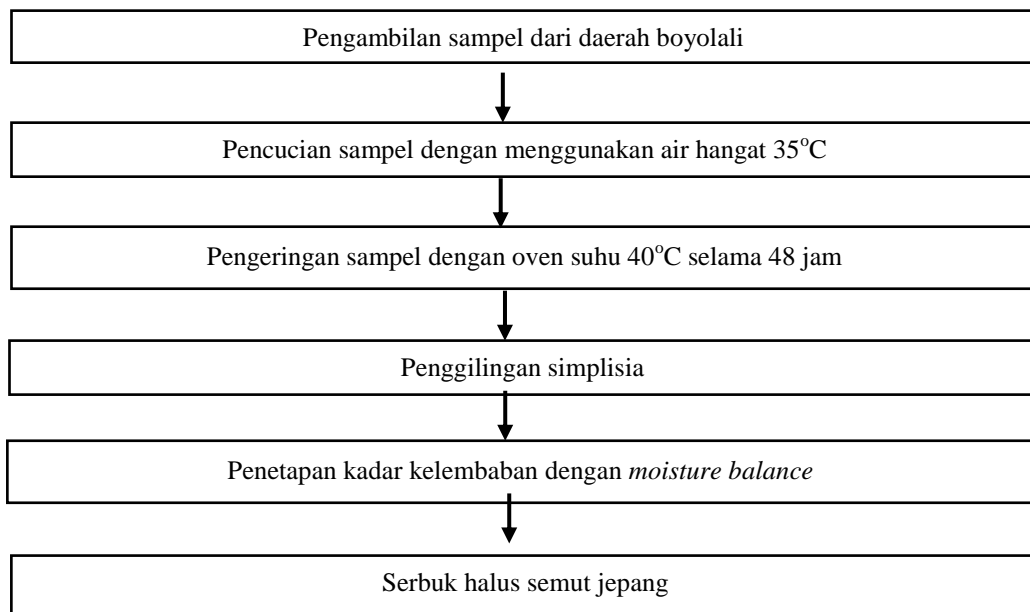 Pengambilan sampel dari daerah boyolali
Pencucian sampel dengan menggunakan air hangat 35°C
Pengeringan sampel dengan oven suhu 40°C selama 48 jam
Penggilingan simplisia
Penetapan kadar kelembaban dengan moisture balance
Serbuk halus semut jepang